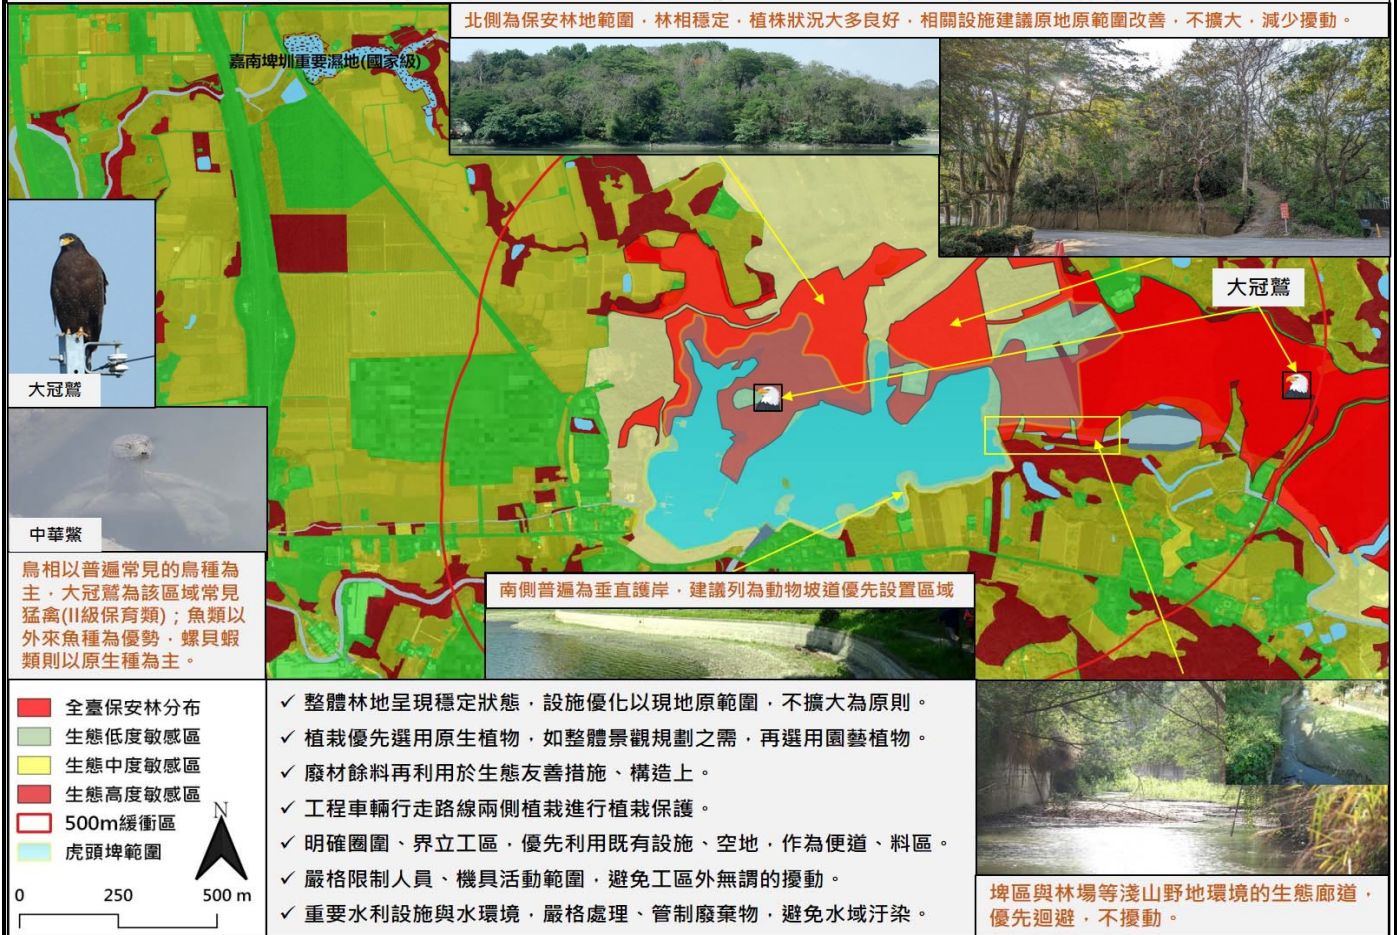 北側為保安林地範圍，林相穩定，植株狀況大多良好，相關設施建議原地原範圍改善，不擴大，減少擾動。
嘉南埤圳重要濕地(國家級)
大冠鷲
大冠鷲
中華鱉
鳥相以普遍常見的鳥種為
主，大冠鷲為該區域常見
猛禽(II級保育類)；魚類以
外來魚種為優勢，螺貝蝦
類則以原生種為主。
南側普遍為垂直護岸，建議列為動物坡道優先設置區域
全臺保安林分布
生態低度敏感區
生態中度敏感區
生態高度敏感區
500m緩衝區
虎頭埤範圍
N
0 250 500 m
✓ 整體林地呈現穩定狀態，設施優化以現地原範圍，不擴大為原則。
✓ 植栽優先選用原生植物，如整體景觀規劃之需，再選用園藝植物。
✓ 廢材餘料再利用於生態友善措施、構造上。
✓ 工程車輛行走路線兩側植栽進行植栽保護。
✓ 明確圈圍、界立工區，優先利用既有設施、空地，作為便道、料區。
✓ 嚴格限制人員、機具活動範圍，避免工區外無謂的擾動。
✓ 重要水利設施與水環境，嚴格處理、管制廢棄物，避免水域汙染。
埤區與林場等淺山野地環境的生態廊道，
優先迴避，不擾動。